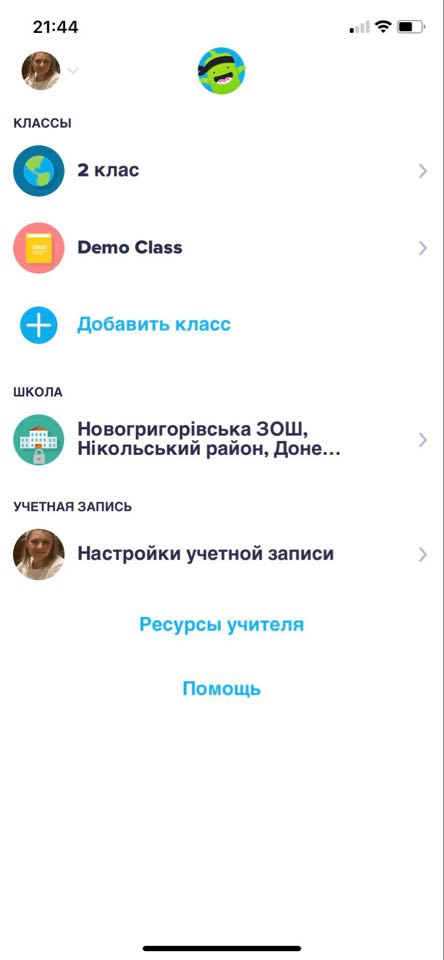 21:44
КЛАССЫ
2 клас
Demo Class
Добавить класс
ШКОЛА
Новогригорівська ЗОШ,
Нікольський район, Доне...
УЧЕТНАЯ ЗАПИСЬ
Настройки учетной записи
Ресурсы учителя
Помощь